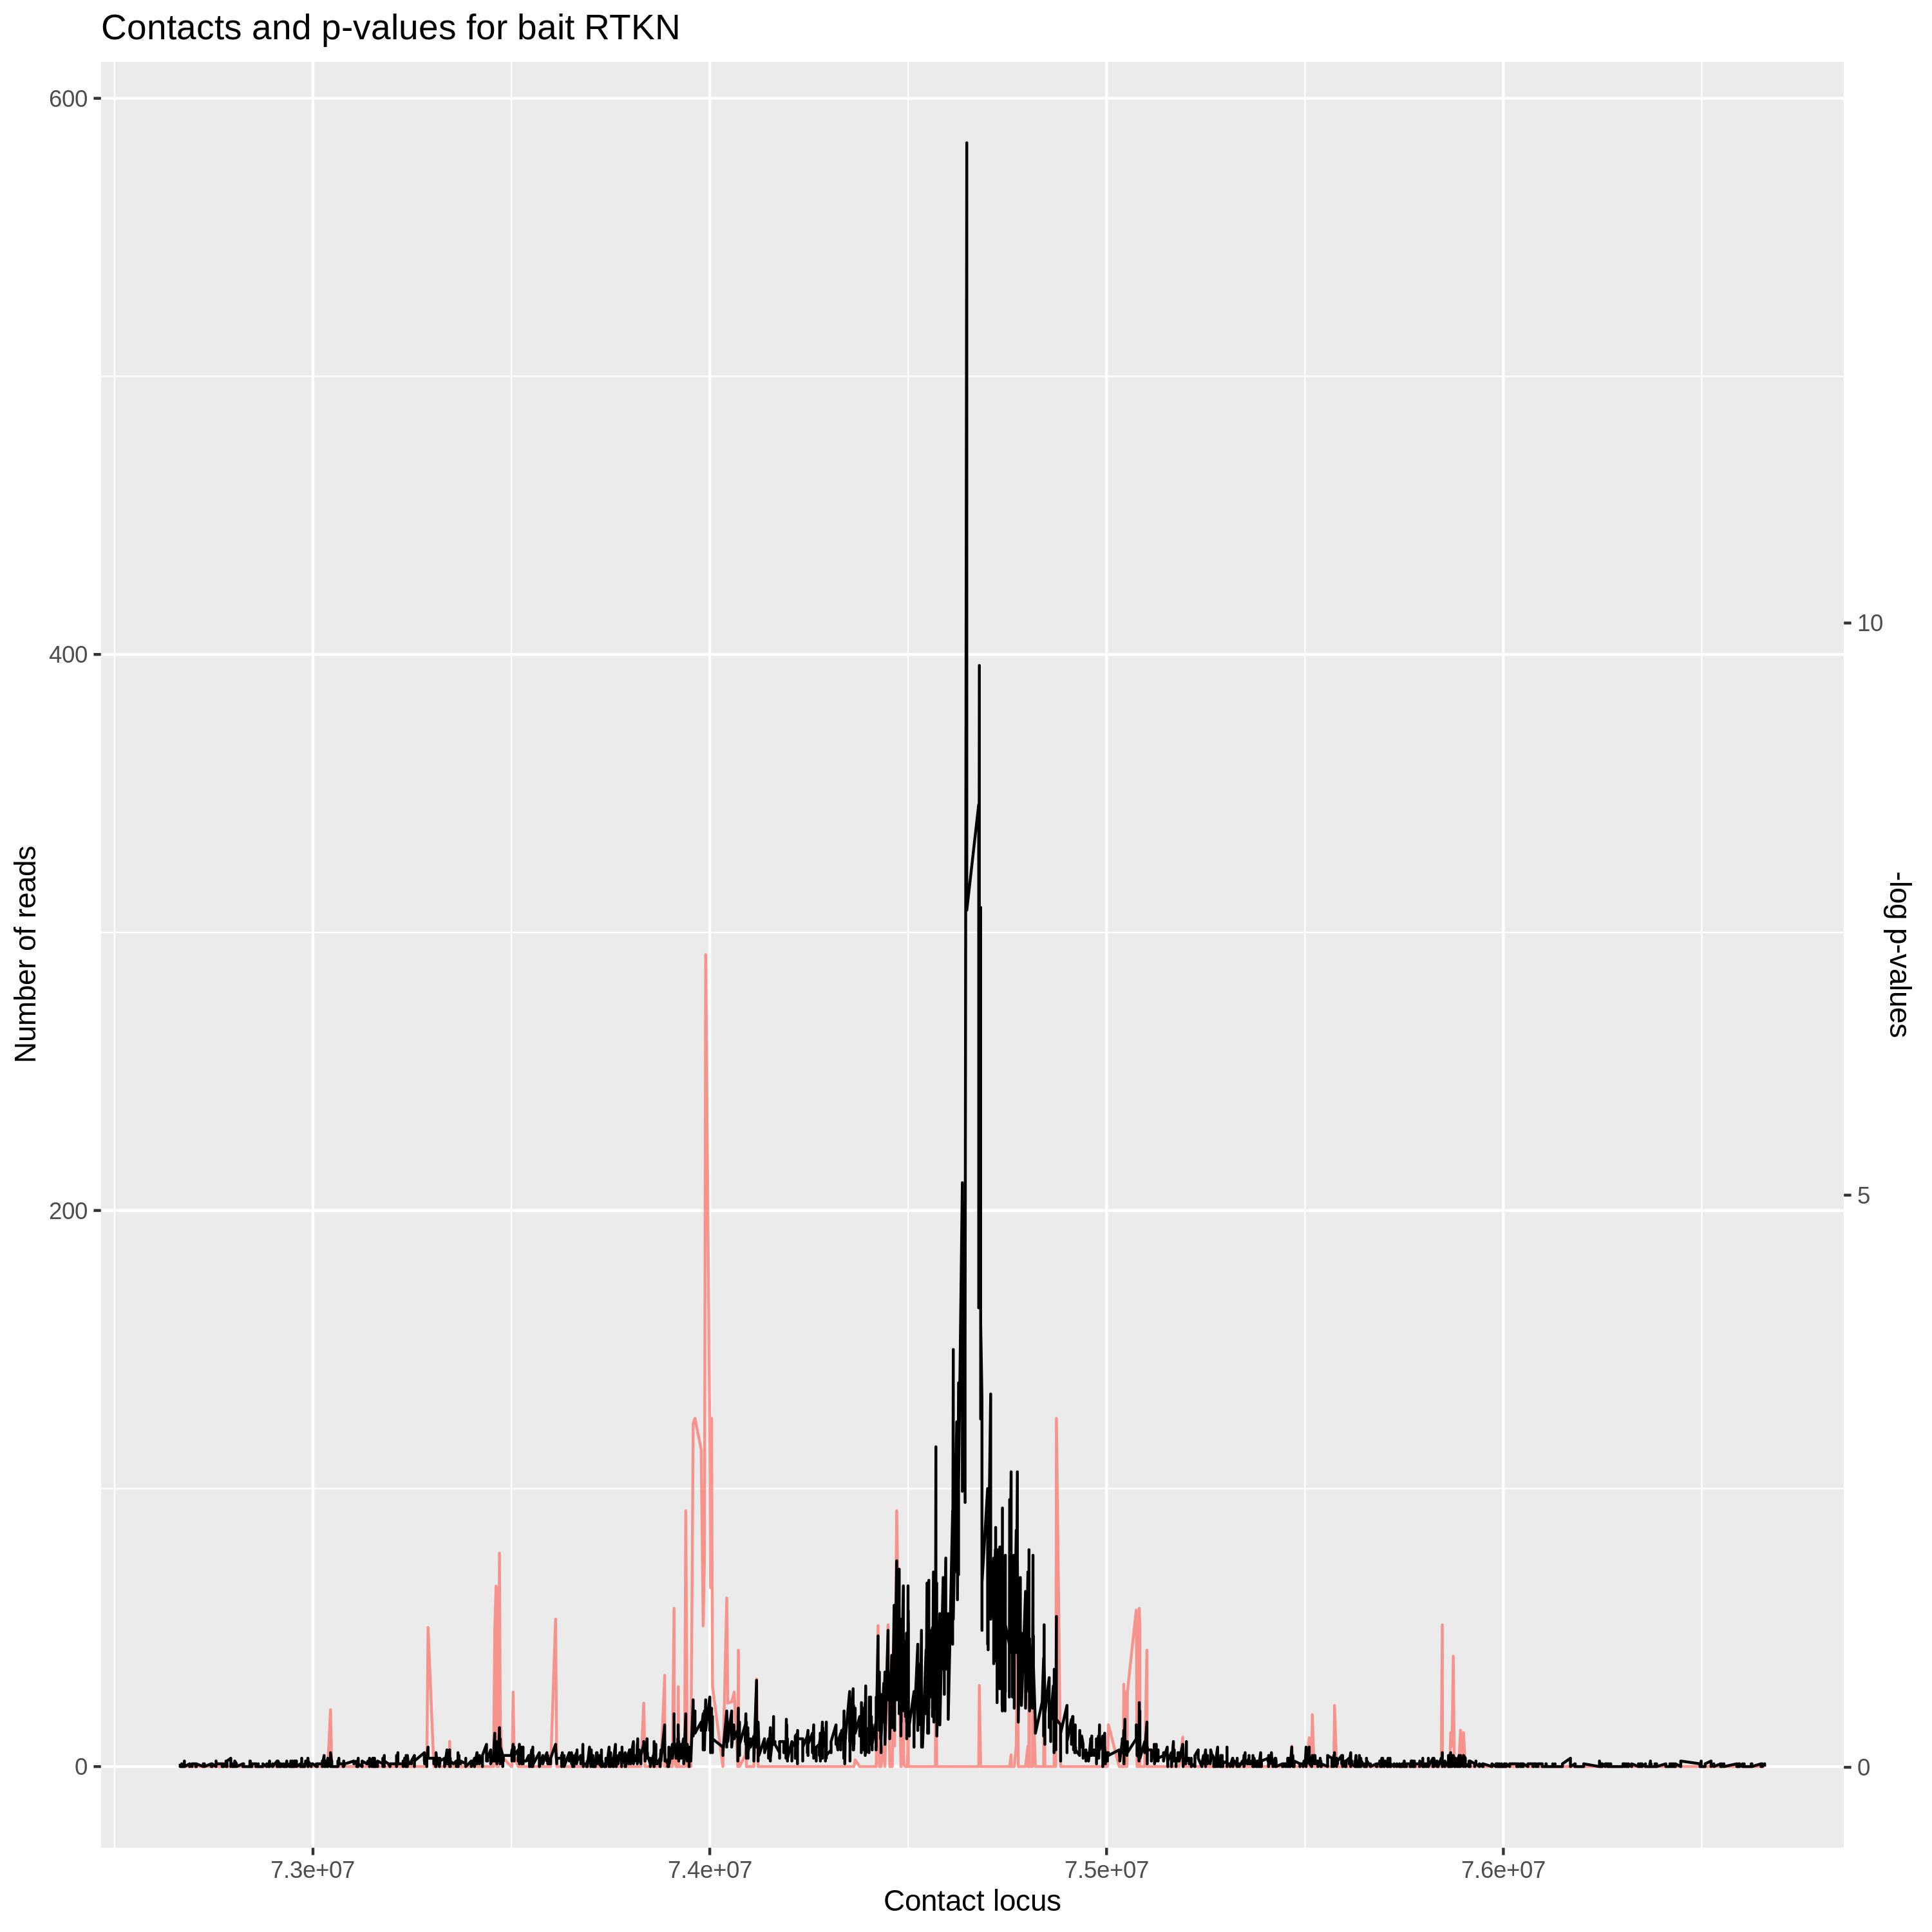 Contacts and p-values for bait RTKN
600
400
200
0
Number of reads
10
5
0
-log p-values
7.3e+07
7.4e+07
7.5e+07
7.6e+07
Contact locus